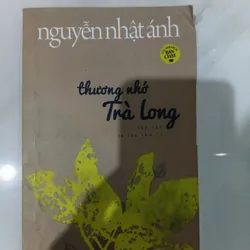 nguyễn nhật ánh
thương nhớ
Trà Long